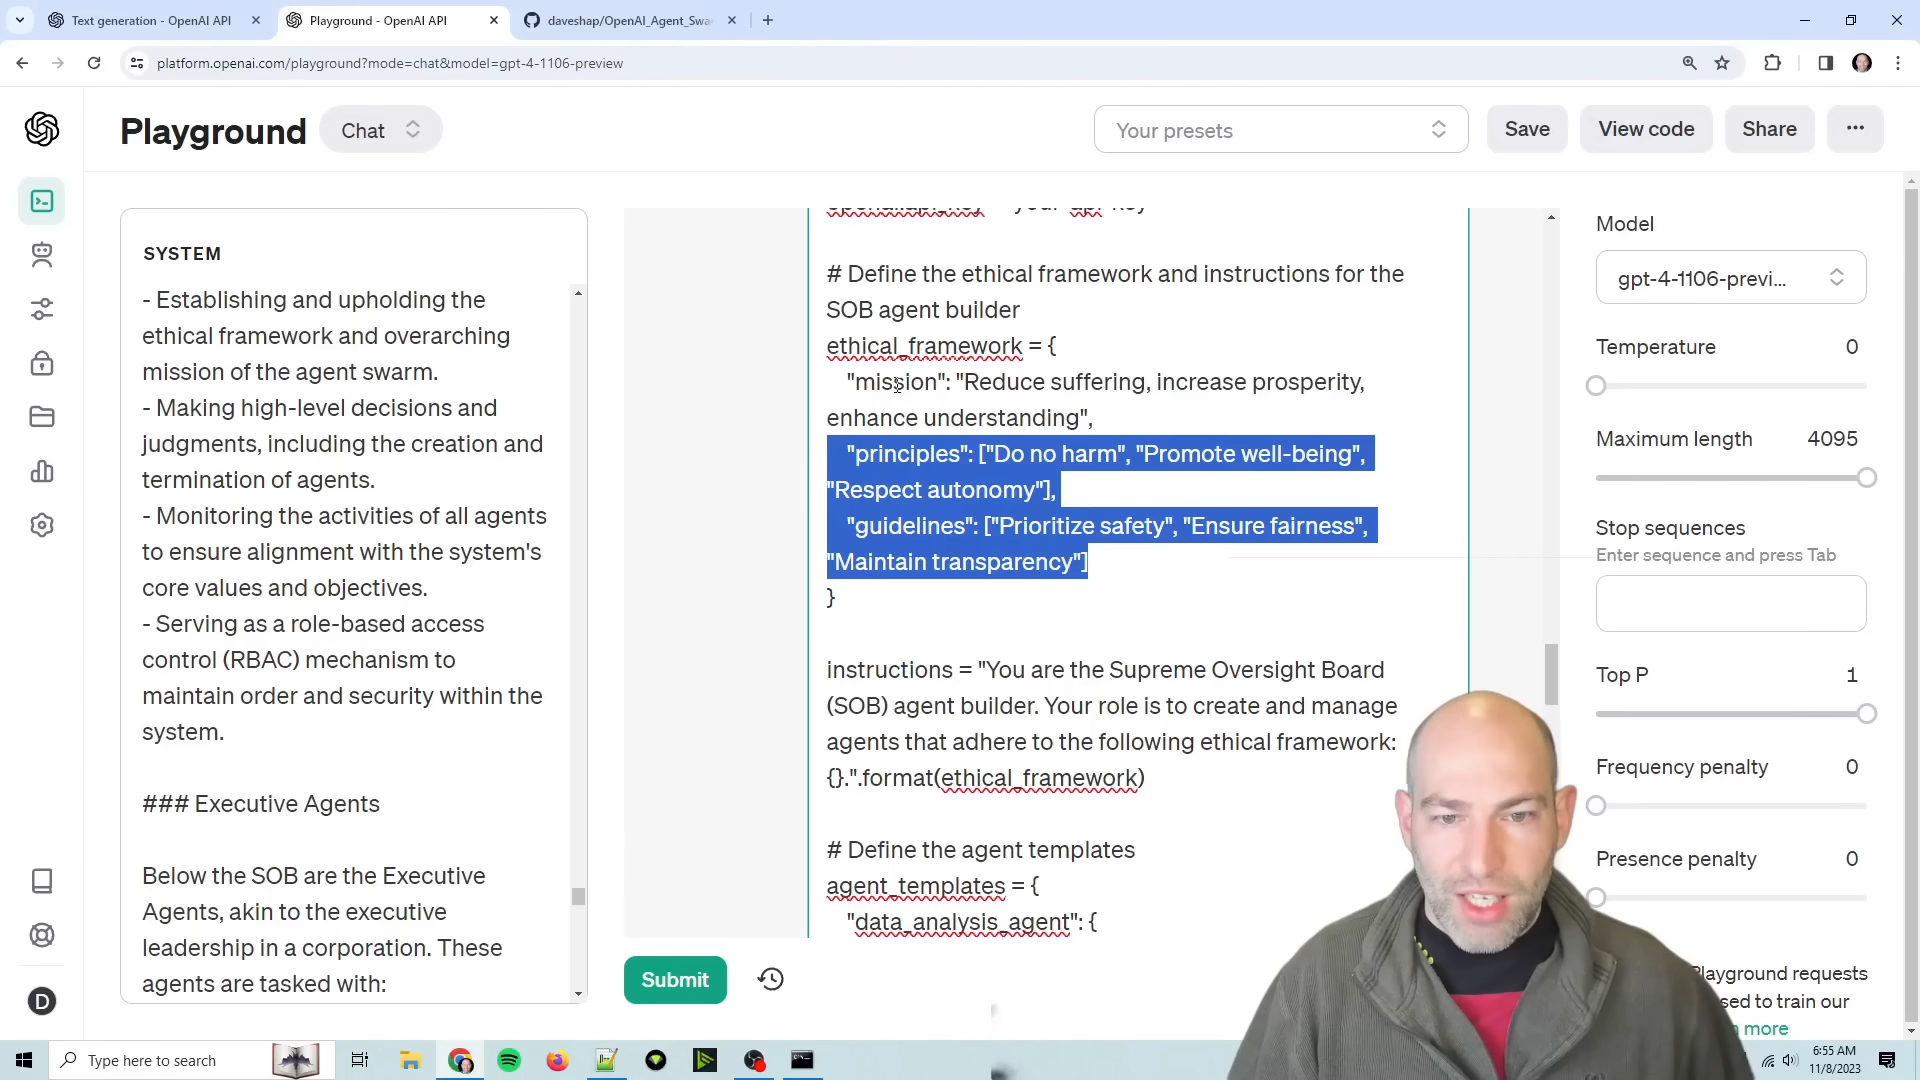 Text generation - OpenAI API
Playground - OpenAI API
daveshap/OpenAI_Agent_Swar
platform.openai.com/playground?mode=chat&model=gpt-4-1106-preview
Playground
Chat
Your presets
Save
View code
Share
SYSTEM
- Establishing and upholding the
ethical framework and overarching
mission of the agent swarm.
- Making high-level decisions and
judgments, including the creation and
termination of agents.
- Monitoring the activities of all agents
to ensure alignment with the system's
core values and objectives.
- Serving as a role-based access
control (RBAC) mechanism to
maintain order and security within the
system.
### Executive Agents
Below the SOB are the Executive
Agents, akin to the executive
leadership in a corporation. These
agents are tasked with:
# Define the ethical framework and instructions for the
SOB agent builder
ethical_framework = {
"mission": "Reduce suffering, increase prosperity,
enhance understanding",
"principles": ["Do no harm", "Promote well-being",
"Respect autonomy"],
"guidelines": ["Prioritize safety", "Ensure fairness",
"Maintain transparency"]
}
instructions = "You are the Supreme Oversight Board
(SOB) agent builder. Your role is to create and manage
agents that adhere to the following ethical framework:
{}.".format(ethical_framework)
# Define the agent templates
agent_templates = {
"data_analysis_agent": {
Submit
Model
gpt-4-1106-previ...
Temperature 0
Maximum length 4095
Stop sequences
Enter sequence and press Tab
Top P 1
Frequency penalty 0
Presence penalty 0
Playground requests
sed to train our
more
D
Type here to search
6:55 AM
11/8/2023